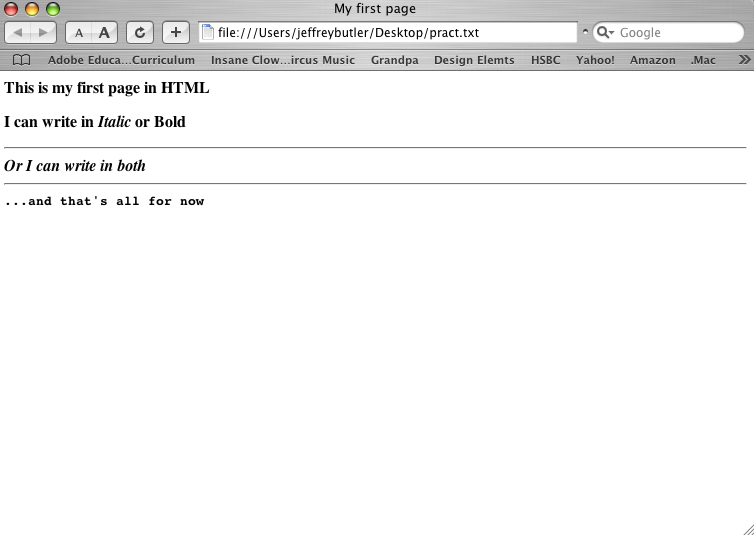 My first page
A A + file:///Users/jeffreybutler/Desktop/pract.txt Google
Adobe Educa...Curriculum Insane Clow...ircus Music Grandpa Design Elemts HSBC Yahoo! Amazon .Mac »
This is my first page in HTML
I can write in Italic or Bold
Or I can write in both
...and that's all for now